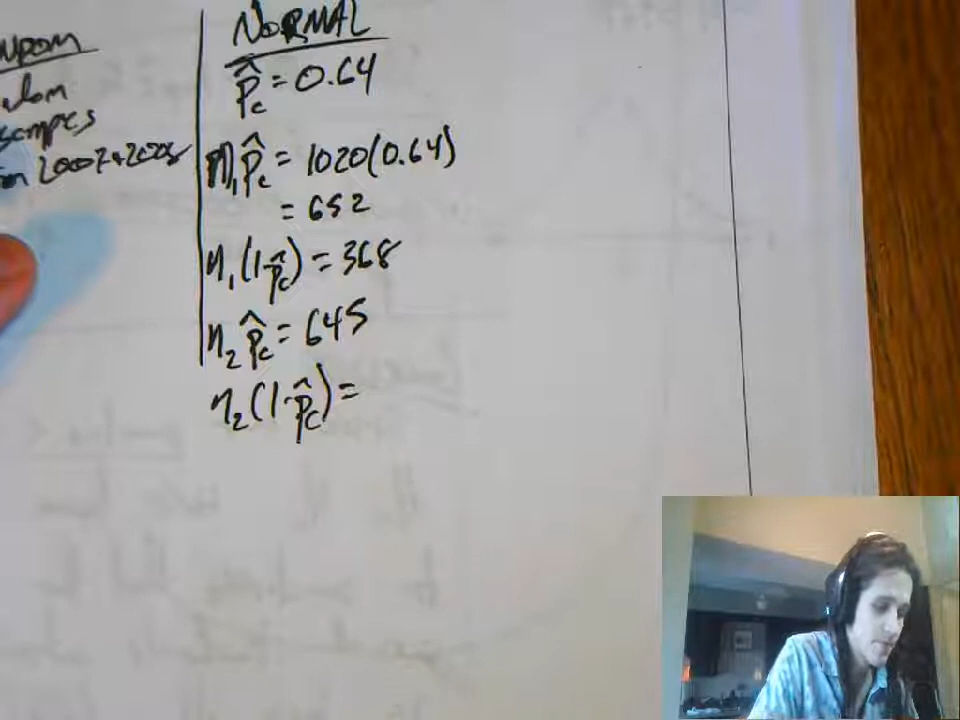 NORMAL
p̂c = 0.64
n₁p̂c = 1020(0.64)
= 652
n₁(1-p̂c) = 368
n₂p̂c = 645
n₂(1-p̂c) =